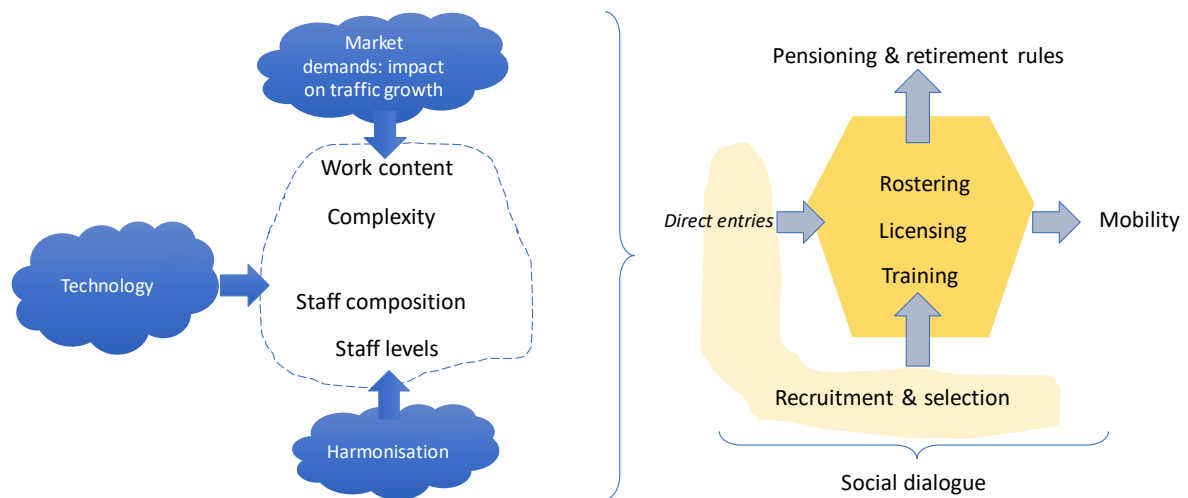 Market
demands: impact
on traffic growth
Work content
Complexity
Technology
Staff composition
Staff levels
Harmonisation
Pensioning & retirement rules
Rostering
Direct entries
Licensing
Mobility
Training
Recruitment & selection
Social dialogue